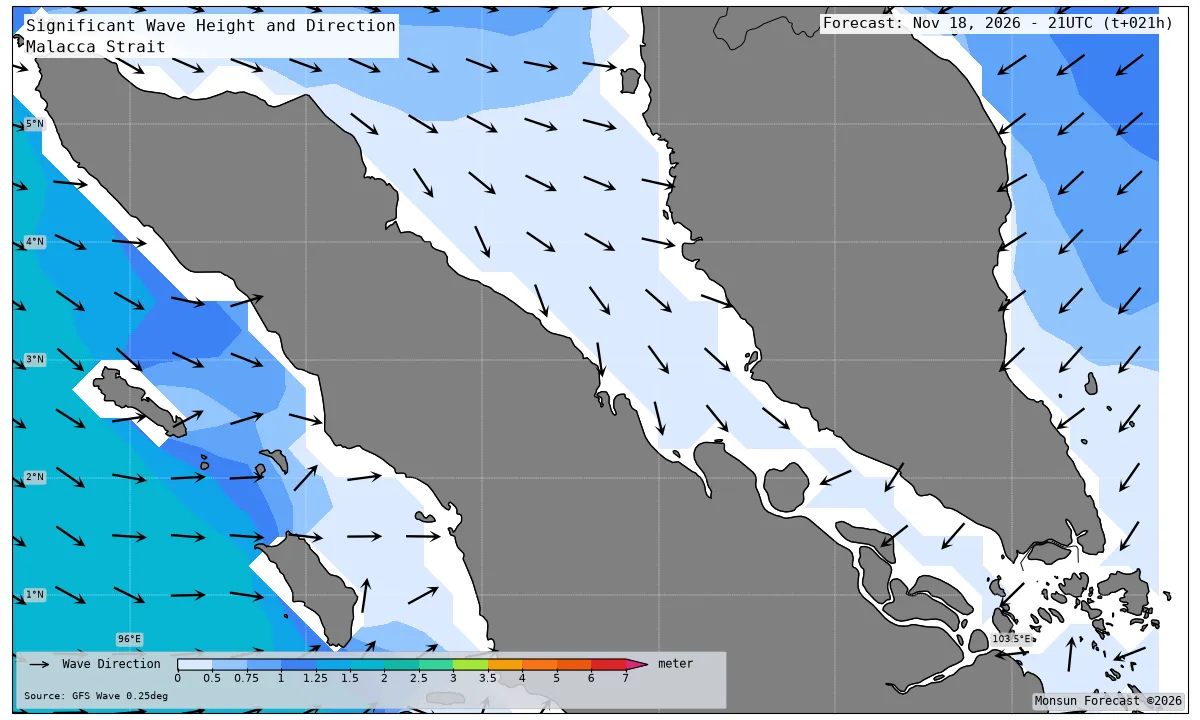 Significant Wave Height and Direction
Malacca Strait
Forecast: Nov 18, 2026 - 21UTC (t+021h)
5°N
4°N
3°N
2°N
1°N
96°E
103.5°E
Wave Direction
meter
0 0.5 0.75 1 1.25 1.5 2 2.5 3 3.5 4 5 6 7
Source: GFS Wave 0.25deg
Monsun Forecast ©2026